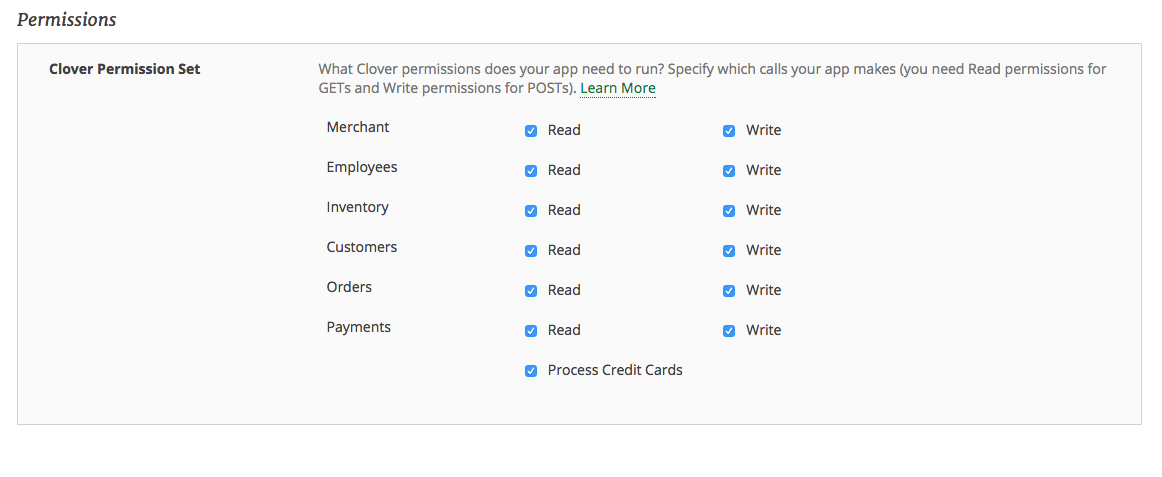 Permissions
Clover Permission Set
What Clover permissions does your app need to run? Specify which calls your app makes (you need Read permissions for
GETs and Write permissions for POSTs). Learn More
Merchant Read Write
Employees Read Write
Inventory Read Write
Customers Read Write
Orders Read Write
Payments Read Write
Process Credit Cards